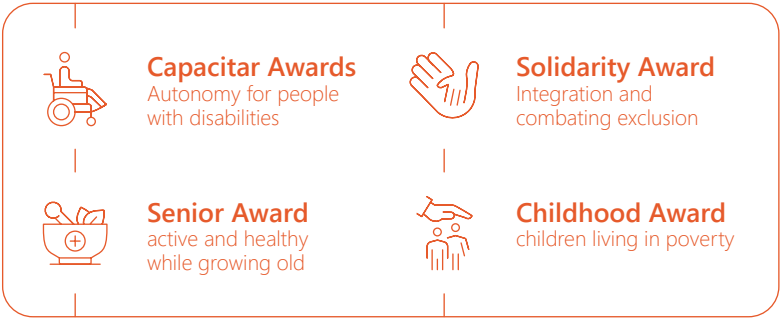 Capacitar Awards
Autonomy for people
with disabilities
Solidarity Award
Integration and
combating exclusion
Senior Award
active and healthy
while growing old
Childhood Award
children living in poverty